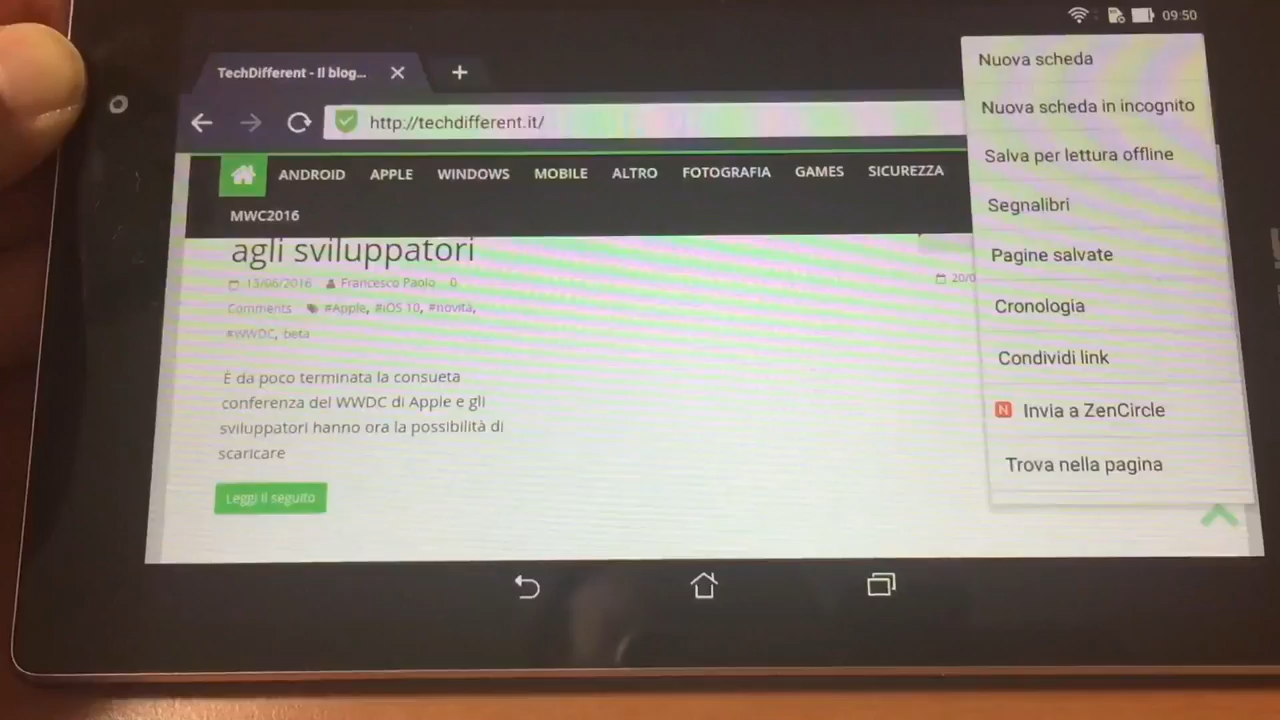 09:50
TechDifferent - Il blog...
http://techdifferent.it/
ANDROID APPLE WINDOWS MOBILE ALTRO FOTOGRAFIA GAMES SICUREZZA
MWC2016
agli sviluppatori
13/06/2016 Francesco Paolo 0
Comments #Apple, #iOS 10, #novità,
#WWDC, beta
È da poco terminata la consueta
conferenza del WWDC di Apple e gli
sviluppatori hanno ora la possibilità di
scaricare
Leggi il seguito
20/0
Nuova scheda
Nuova scheda in incognito
Salva per lettura offline
Segnalibri
Pagine salvate
Cronologia
Condividi link
N Invia a ZenCircle
Trova nella pagina